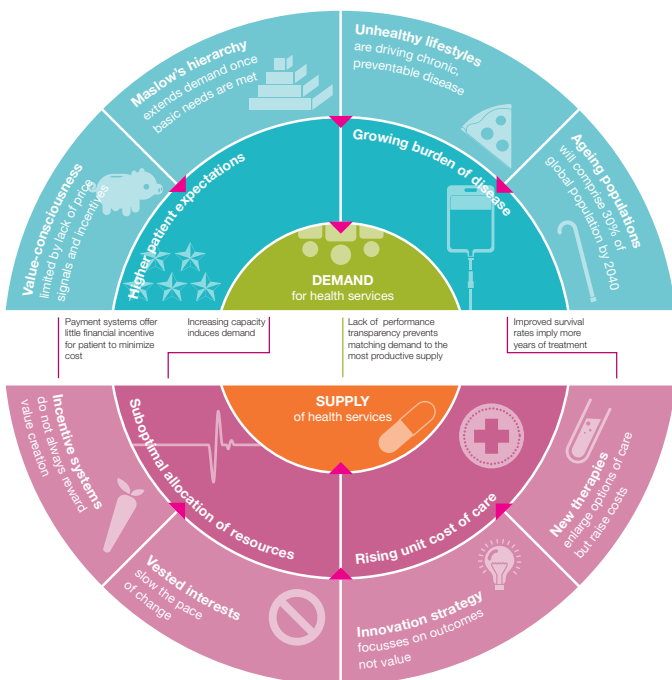 Maslow's hierarchy
extends demand once
basic needs are met
Unhealthy lifestyles
are driving chronic,
preventable disease
Value-consciousness
limited by lack of price
signals and incentives
Higher patient expectations
Growing burden of disease
Ageing populations
will comprise 30% of
global population by 2040
DEMAND
for health services
Payment systems offer
little financial incentive
for patient to minimize
cost
Increasing capacity
induces demand
Lack of performance
transparency prevents
matching demand to the
most productive supply
Improved survival
rates imply more
years of treatment
SUPPLY
of health services
Incentive systems
do not always reward
value creation
Suboptimal allocation of resources
Rising unit cost of care
New therapies
enlarge options of care
but raise costs
Vested interests
slow the pace
of change
Innovation strategy
focusses on outcomes
not value